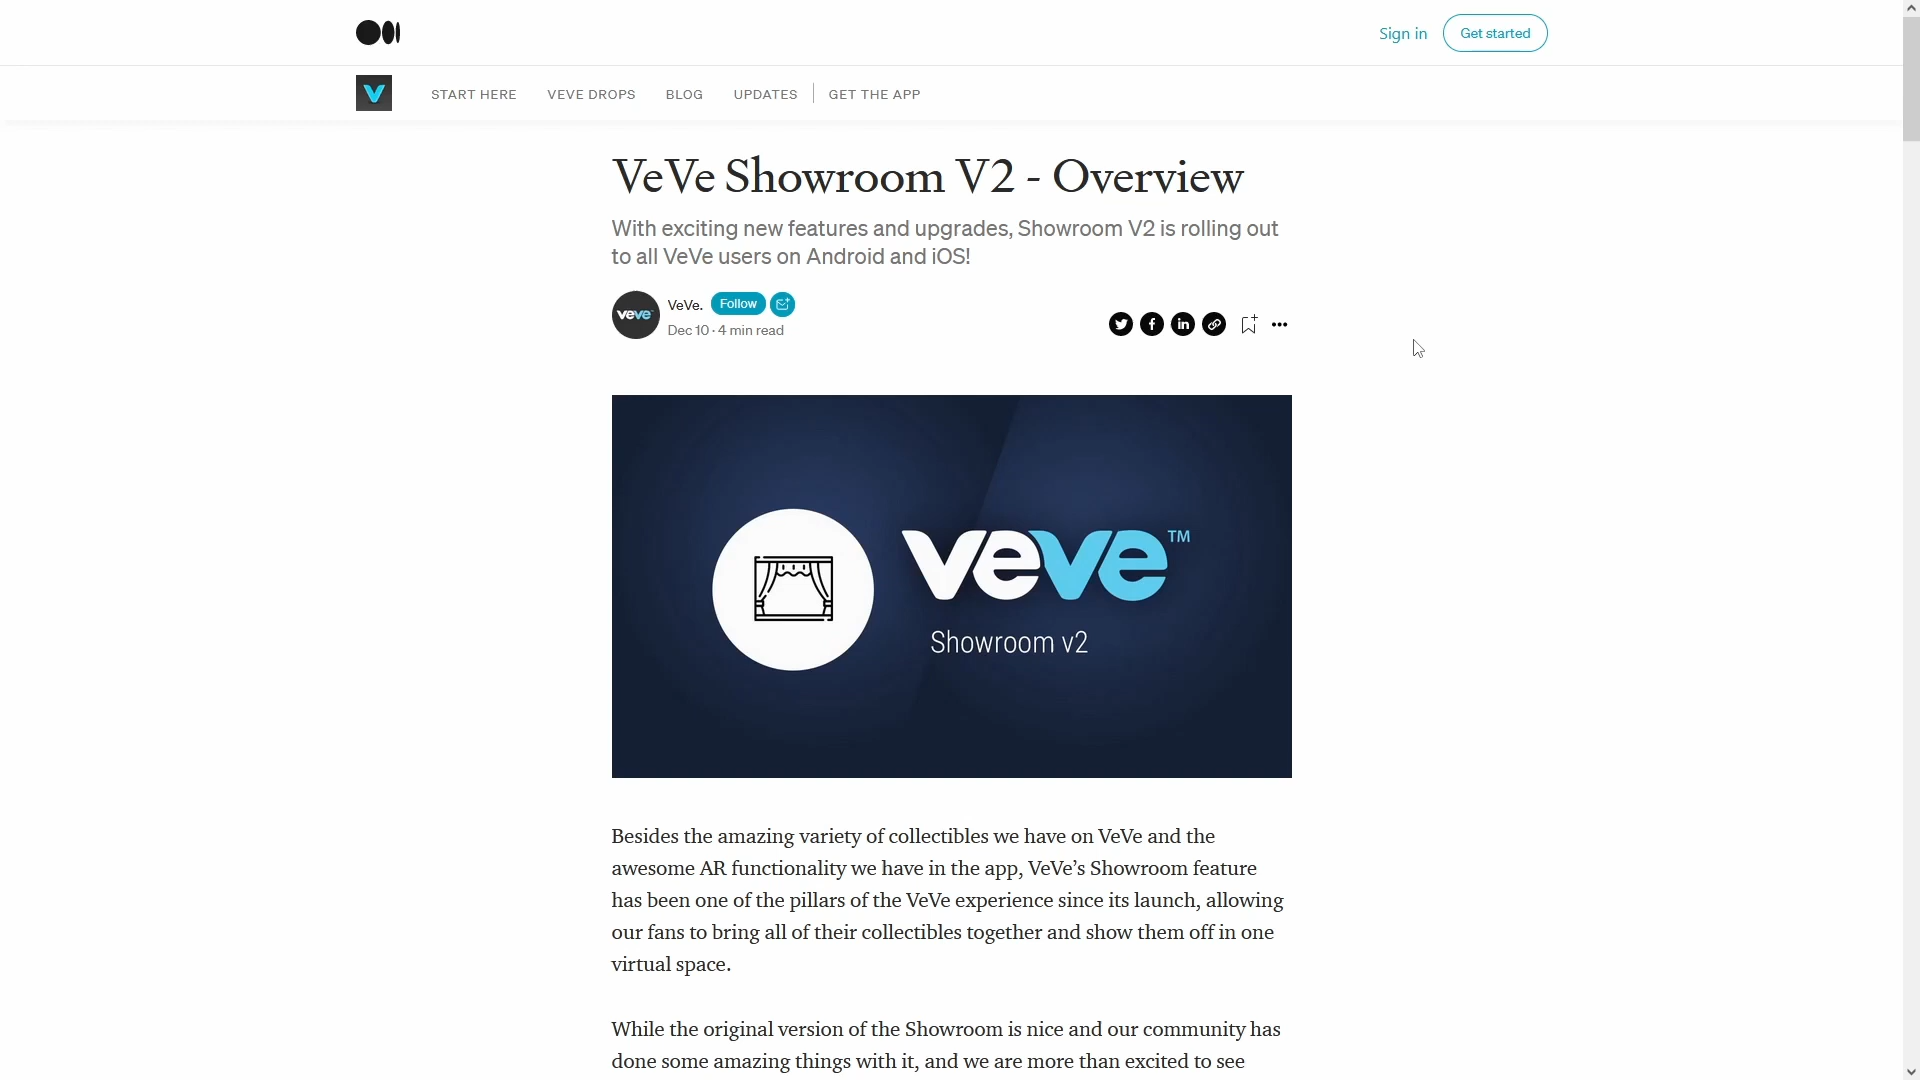 Sign in
Get started
START HERE
VEVE DROPS
BLOG
UPDATES
GET THE APP
VeVe Showroom V2 - Overview
With exciting new features and upgrades, Showroom V2 is rolling out
to all VeVe users on Android and iOS!
veve
VeVe.
Follow
Dec 10 · 4 min read
veve™
Showroom v2
Besides the amazing variety of collectibles we have on VeVe and the
awesome AR functionality we have in the app, VeVe’s Showroom feature
has been one of the pillars of the VeVe experience since its launch, allowing
our fans to bring all of their collectibles together and show them off in one
virtual space.
While the original version of the Showroom is nice and our community has
done some amazing things with it, and we are more than excited to see